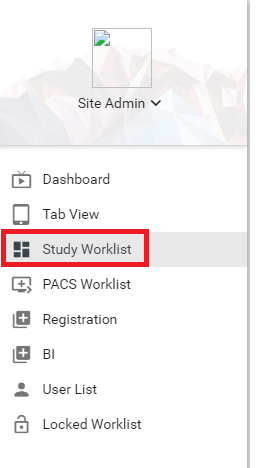 Site Admin
Dashboard
Tab View
Study Worklist
PACS Worklist
Registration
BI
User List
Locked Worklist